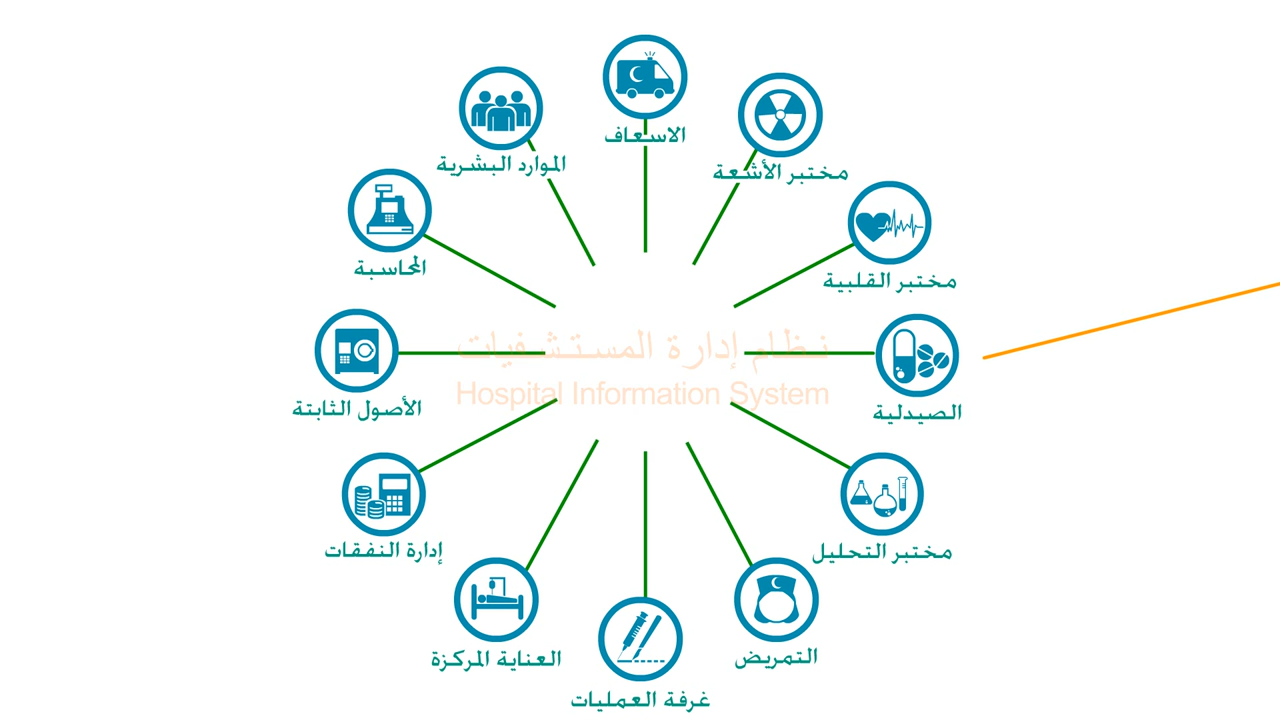 الاسعاف
الموارد البشرية
مختبر الأشعة
المحاسبة
مختبر القلبية
نظام إدارة المستشفيات
Hospital Information System
الأصول الثابتة
الصيدلية
إدارة النفقات
مختبر التحليل
العناية المركزة
التمريض
غرفة العمليات